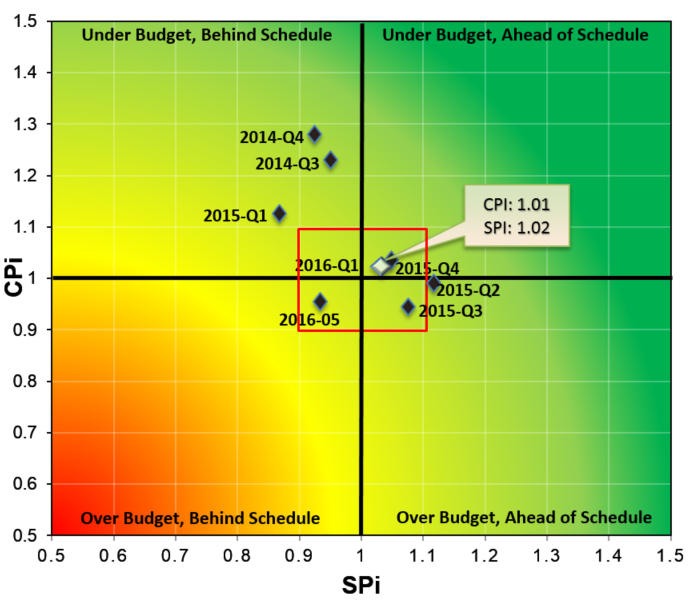 1.5
Under Budget, Behind Schedule
Under Budget, Ahead of Schedule
1.4
1.3
2014-Q4
2014-Q3
1.2
2015-Q1
CPI: 1.01
SPI: 1.02
1.1
2016-Q1
2015-Q4
1
CPi
2015-Q2
2015-Q3
0.9
2016-05
0.8
0.7
0.6
Over Budget, Behind Schedule
Over Budget, Ahead of Schedule
0.5
0.5 0.6 0.7 0.8 0.9 1 1.1 1.2 1.3 1.4 1.5
SPi